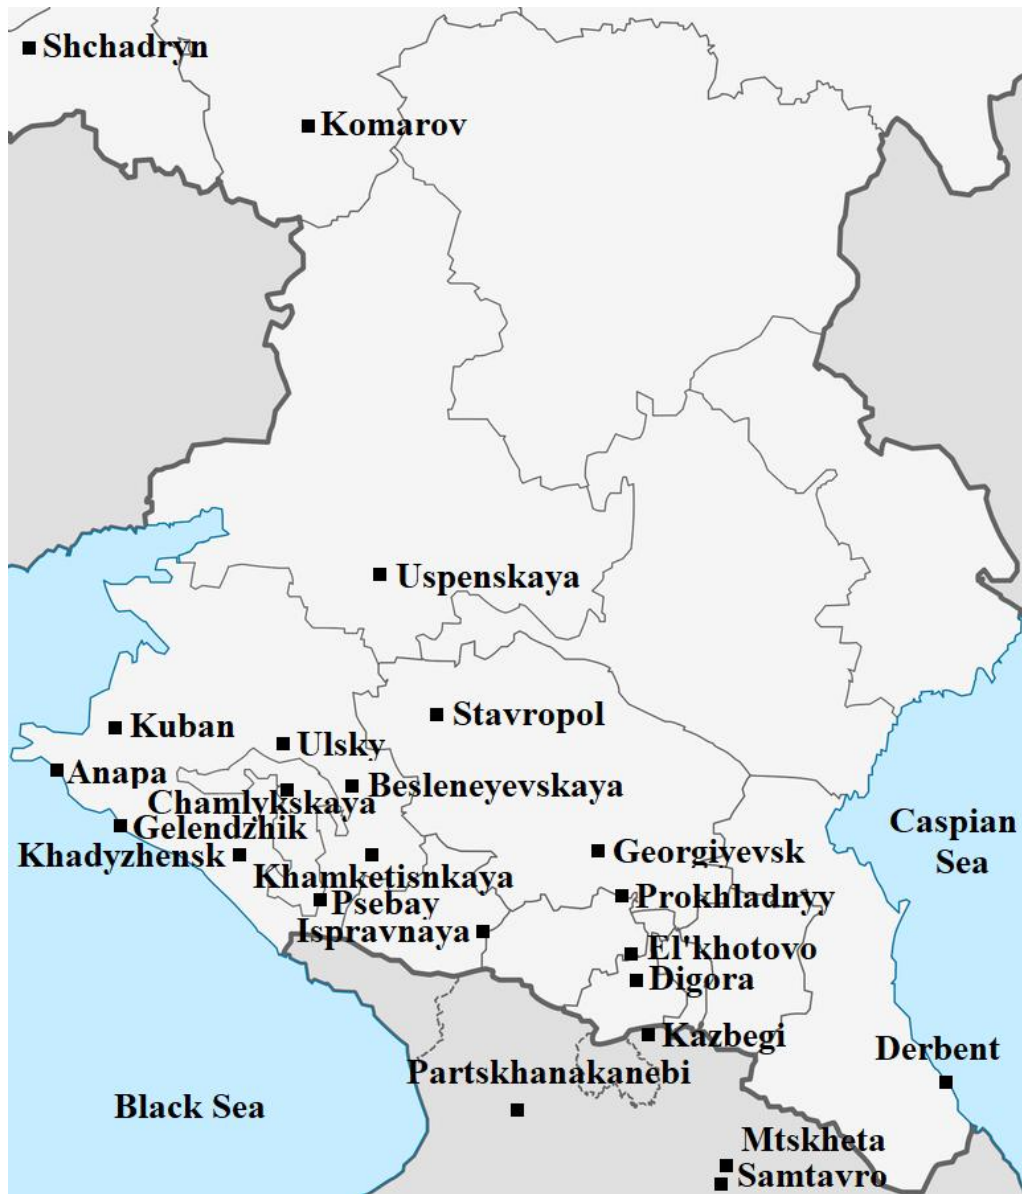 Shchadryn
Komarov
Uspenskaya
Stavropol
Kuban
Ulsky
Anapa
Besleneyevskaya
Chamlykskaya
Gelendzhik
Caspian
Sea
Khadyzhensk
Georgiyevsk
Khamketisnkaya
Psebay
Prokhladnyy
Ispravnaya
El'khotovo
Digora
Kazbegi
Derbent
Partskhanakanebi
Black Sea
Mtskheta
Samtavro